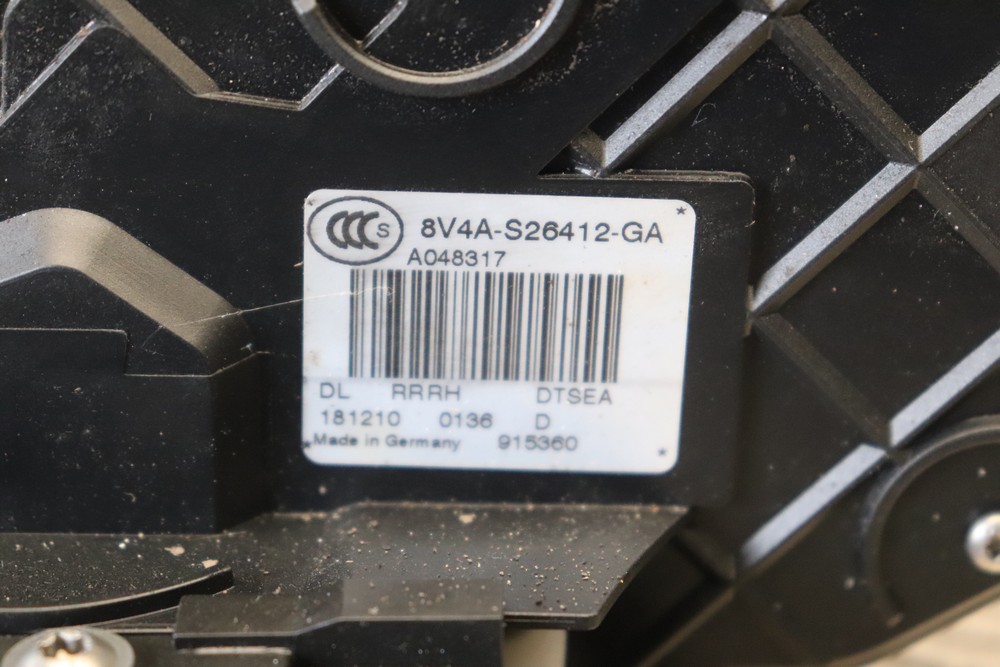 CCC S 8V4A-S26412-GA
A048317
DL RRRH DTSEA
181210 0136 D
Made in Germany 915360